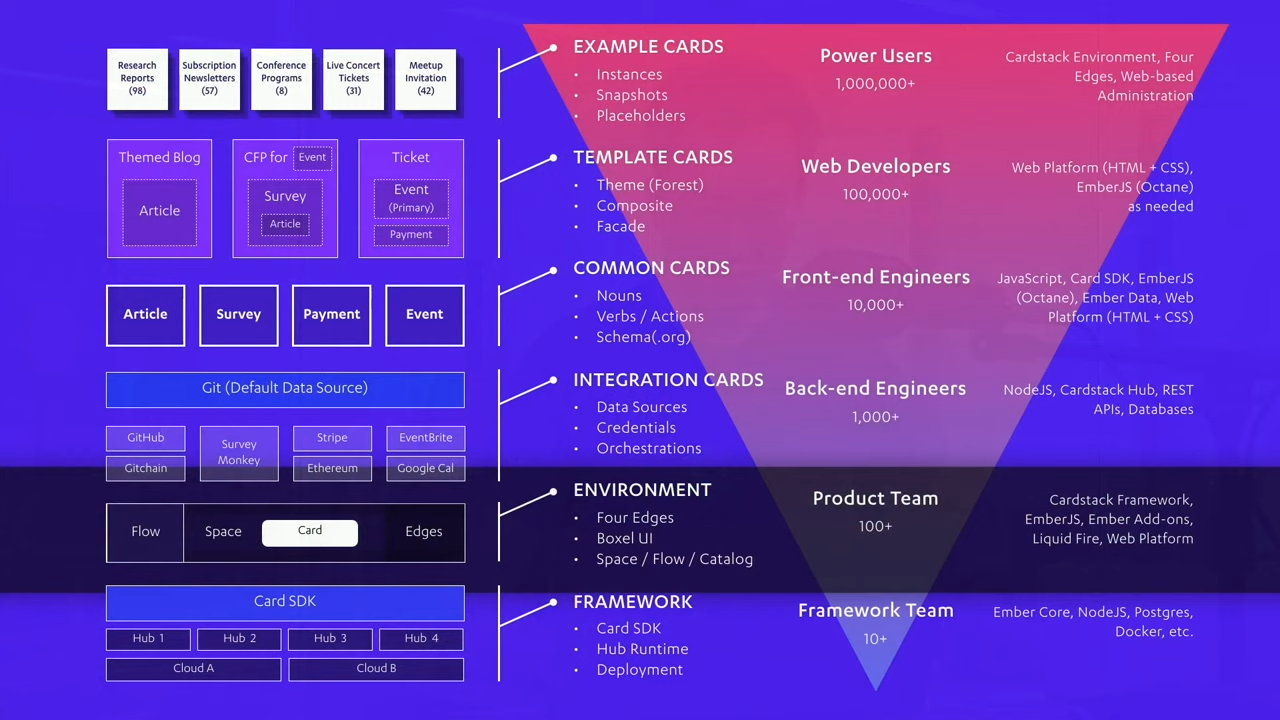 Research
Reports
(98)
Subscription
Newsletters
(57)
Conference
Programs
(8)
Live Concert
Tickets
(31)
Meetup
Invitation
(42)
EXAMPLE CARDS
• Instances
• Snapshots
• Placeholders
Power Users
1,000,000+
Cardstack Environment, Four
Edges, Web-based
Administration
Themed Blog
Article
CFP for Event
Survey
Article
Ticket
Event
(Primary)
Payment
TEMPLATE CARDS
• Theme (Forest)
• Composite
• Facade
Web Developers
100,000+
Web Platform (HTML + CSS),
EmberJS (Octane)
as needed
Article
Survey
Payment
Event
COMMON CARDS
• Nouns
• Verbs / Actions
• Schema(.org)
Front-end Engineers
10,000+
JavaScript, Card SDK, EmberJS
(Octane), Ember Data, Web
Platform (HTML + CSS)
Git (Default Data Source)
GitHub
Gitchain
Survey
Monkey
Stripe
Ethereum
EventBrite
Google Cal
INTEGRATION CARDS
• Data Sources
• Credentials
• Orchestrations
Back-end Engineers
1,000+
NodeJS, Cardstack Hub, REST
APIs, Databases
Flow
Space
Card
Edges
ENVIRONMENT
• Four Edges
• Boxel UI
• Space / Flow / Catalog
Product Team
100+
Cardstack Framework,
EmberJS, Ember Add-ons,
Liquid Fire, Web Platform
Card SDK
Hub 1
Hub 2
Hub 3
Hub 4
Cloud A
Cloud B
FRAMEWORK
• Card SDK
• Hub Runtime
• Deployment
Framework Team
10+
Ember Core, NodeJS, Postgres,
Docker, etc.